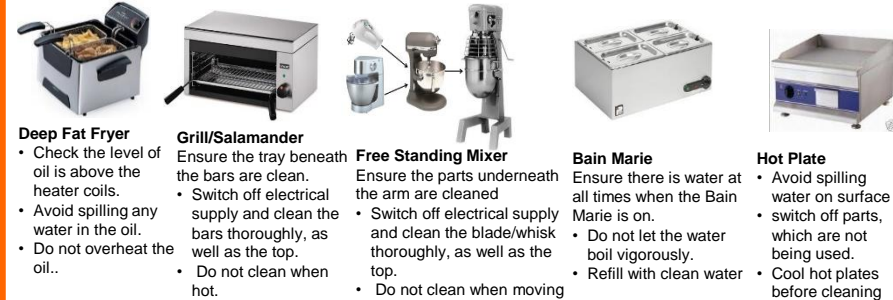 Deep Fat Fryer
• Check the level of
oil is above the
heater coils.
• Avoid spilling any
water in the oil.
• Do not overheat the
oil..
Grill/Salamander
Ensure the tray beneath
the bars are clean.
• Switch off electrical
supply and clean the
bars thoroughly, as
well as the top.
• Do not clean when
hot.
Free Standing Mixer
Ensure the parts underneath
the arm are cleaned
• Switch off electrical supply
and clean the blade/whisk
thoroughly, as well as the
top.
• Do not clean when moving
Bain Marie
Ensure there is water at
all times when the Bain
Marie is on.
• Do not let the water
boil vigorously.
• Refill with clean water
Hot Plate
• Avoid spilling
water on surface
• switch off parts,
which are not
being used.
• Cool hot plates
before cleaning